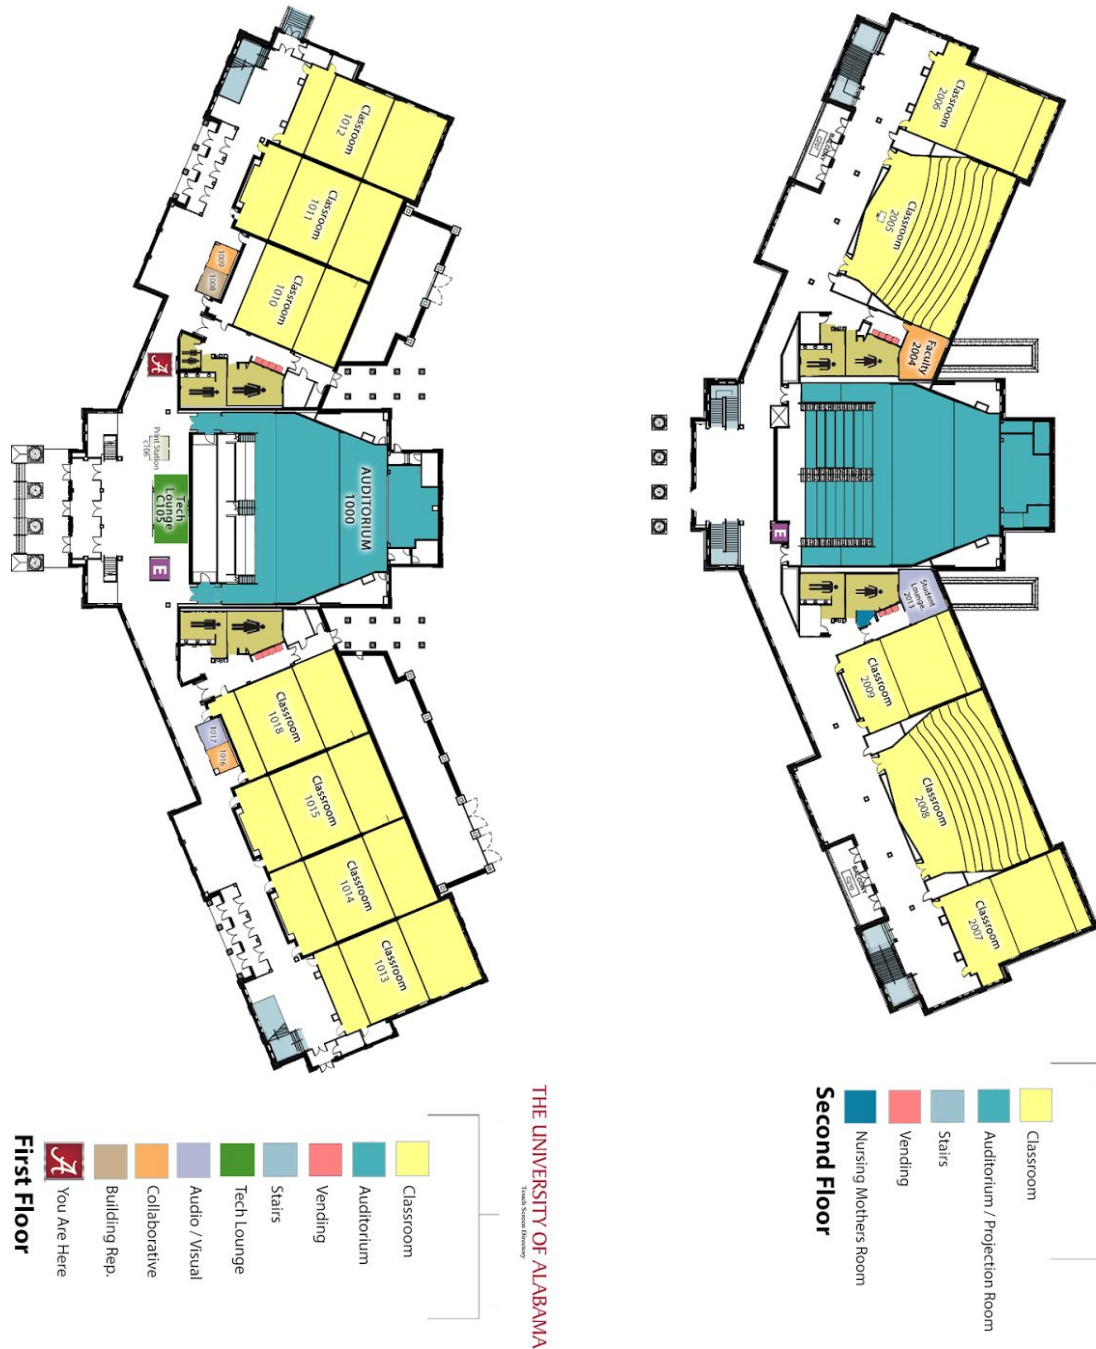 Classroom
1012
Classroom
1011
Classroom
1010
1009
1008
A
Print Station
c106
Tech
Lounge
C105
AUDITORIUM
1000
E
Classroom
1018
1017
1016
Classroom
1015
Classroom
1014
Classroom
1013
First Floor
Classroom
Auditorium
Vending
Stairs
Tech Lounge
Audio / Visual
Collaborative
Building Rep.
A
You Are Here
THE UNIVERSITY OF ALABAMA
Touch Screen Directory
Classroom
2006
BALCONY
Classroom
2005
Faculty
2004
E
Student
Lounge
2013
Classroom
2009
Classroom
2008
BALCONY
Classroom
2007
Second Floor
Classroom
Auditorium / Projection Room
Stairs
Vending
Nursing Mothers Room